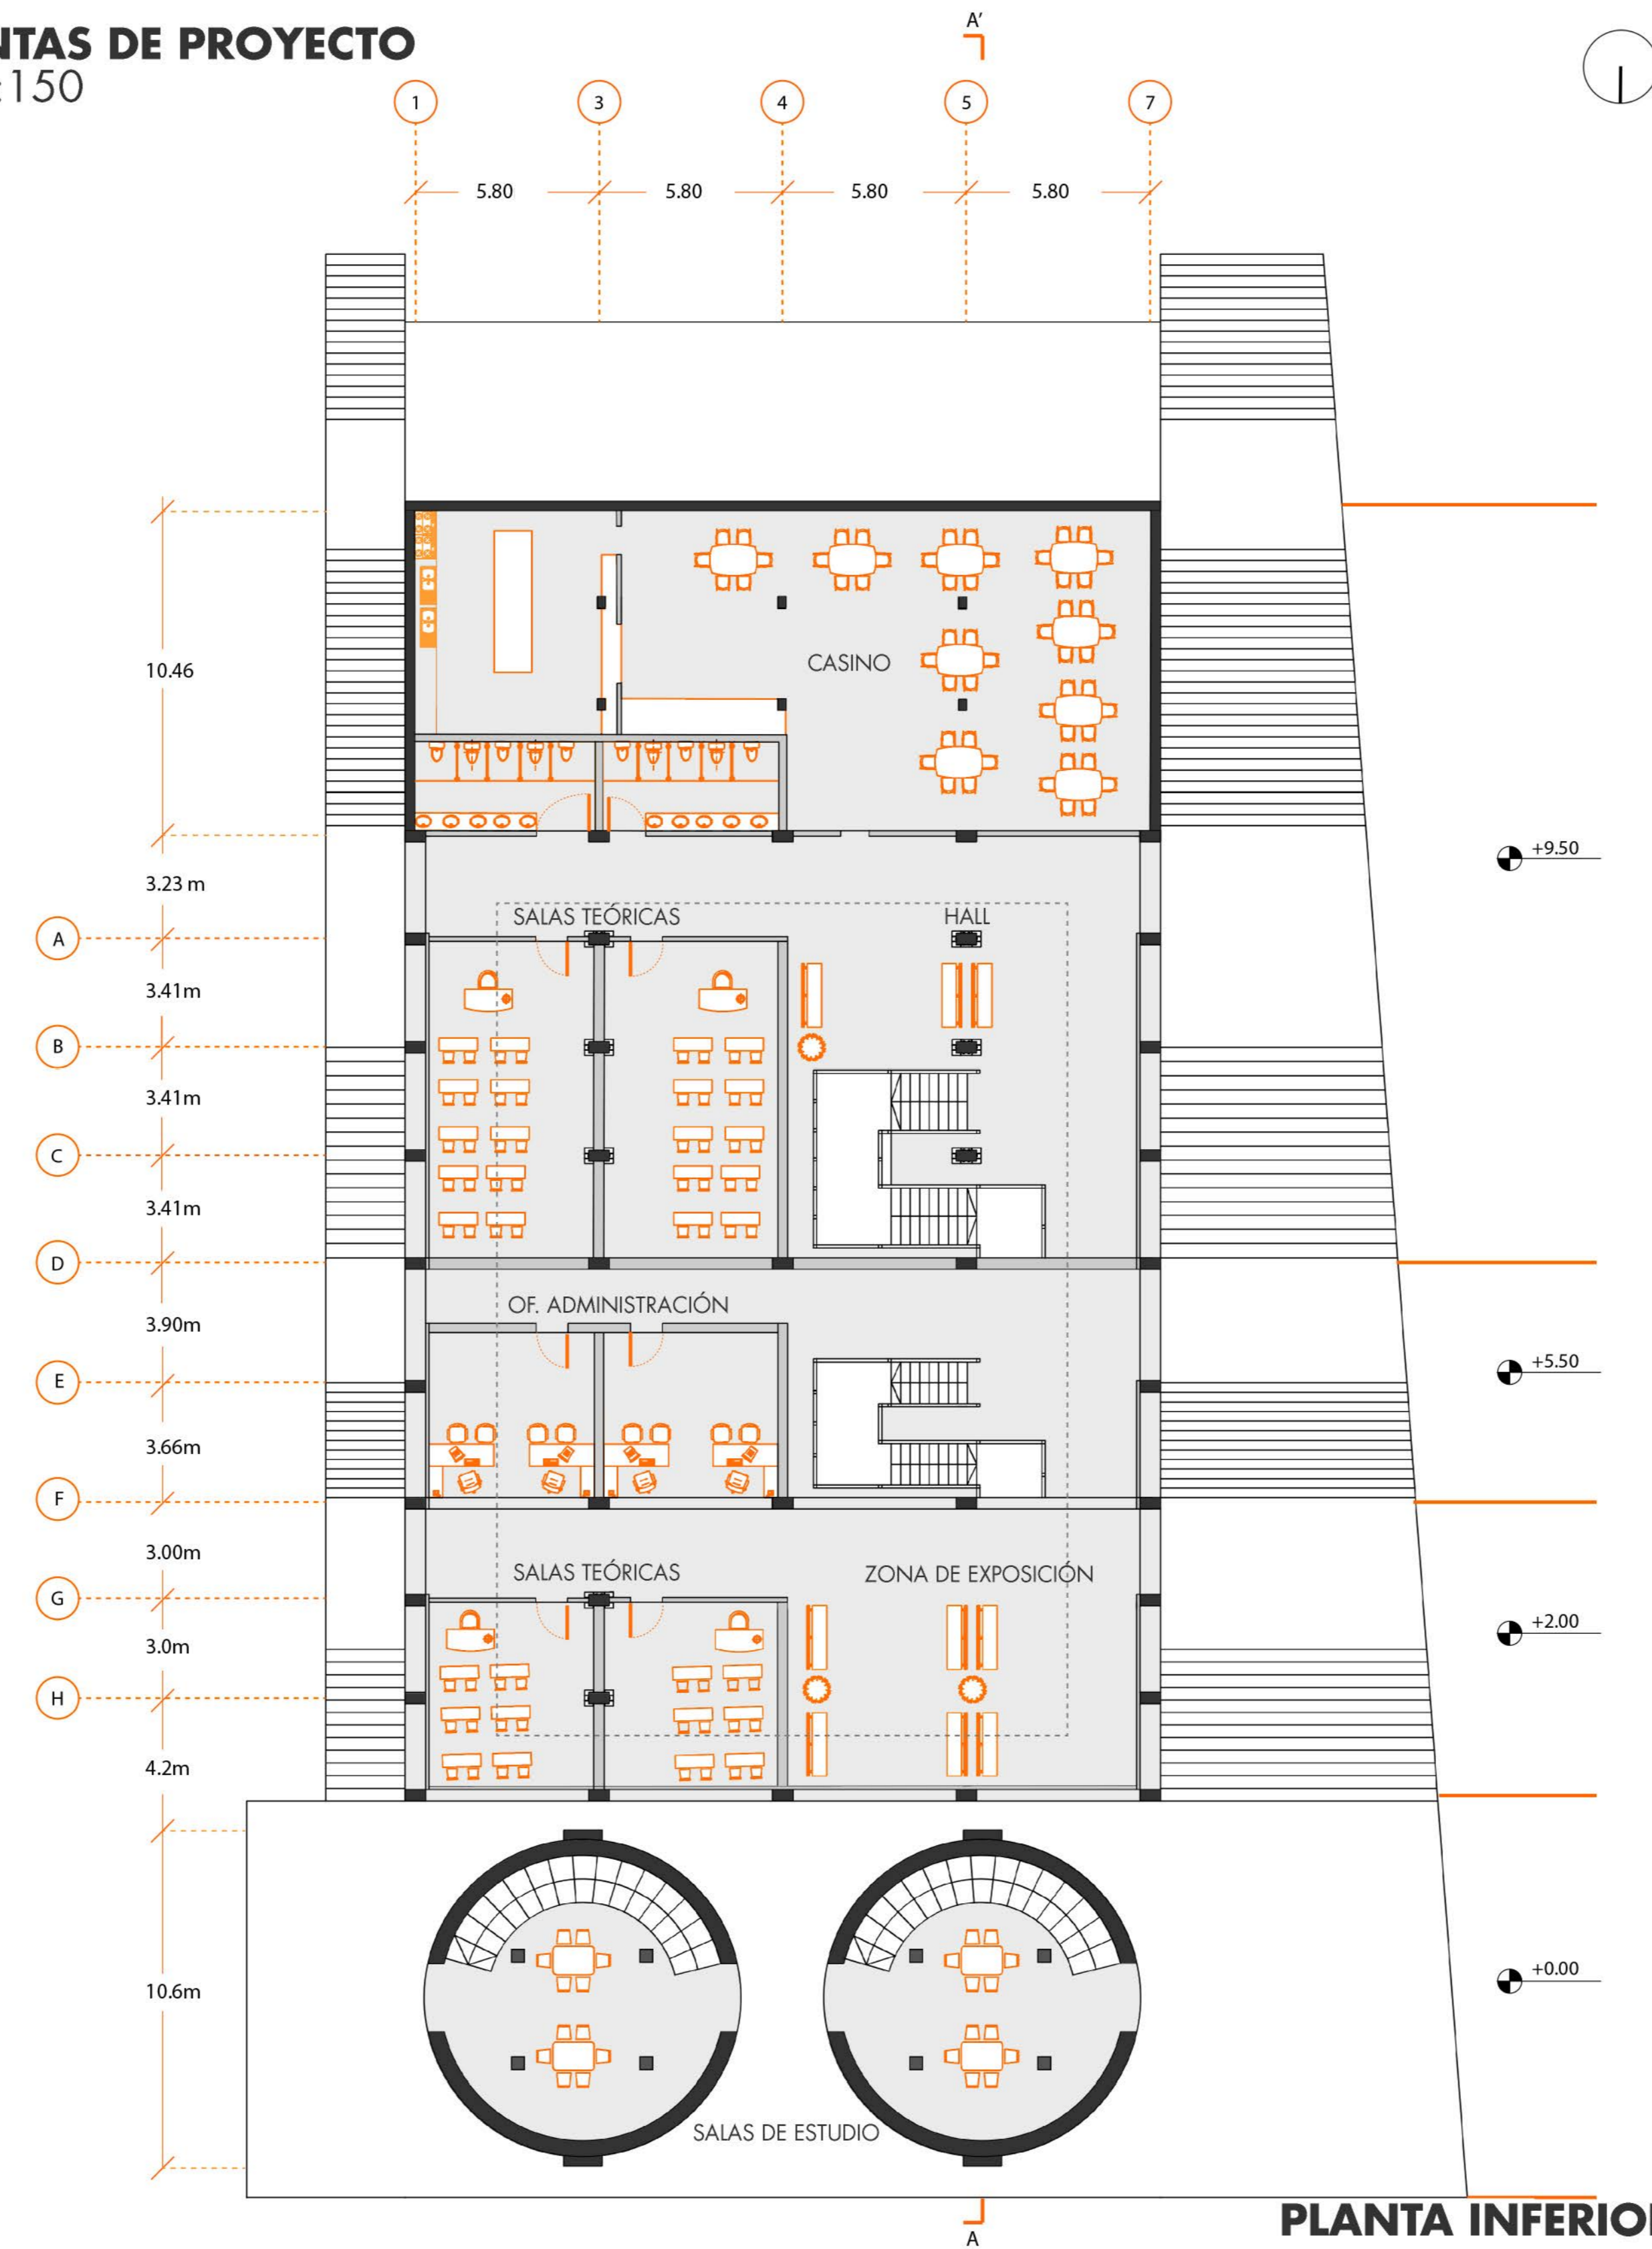 NTAS DE PROYECTO
:150
A'
1
3
4
5
7
5.80
5.80
5.80
5.80
10.46
CASINO
+9.50
3.23 m
SALAS TEÓRICAS
HALL
A
3.41m
B
3.41m
C
3.41m
D
OF. ADMINISTRACIÓN
3.90m
+5.50
E
3.66m
F
3.00m
SALAS TEÓRICAS
ZONA DE EXPOSICIÓN
G
+2.00
3.0m
H
4.2m
+0.00
10.6m
SALAS DE ESTUDIO
PLANTA INFERIO
A